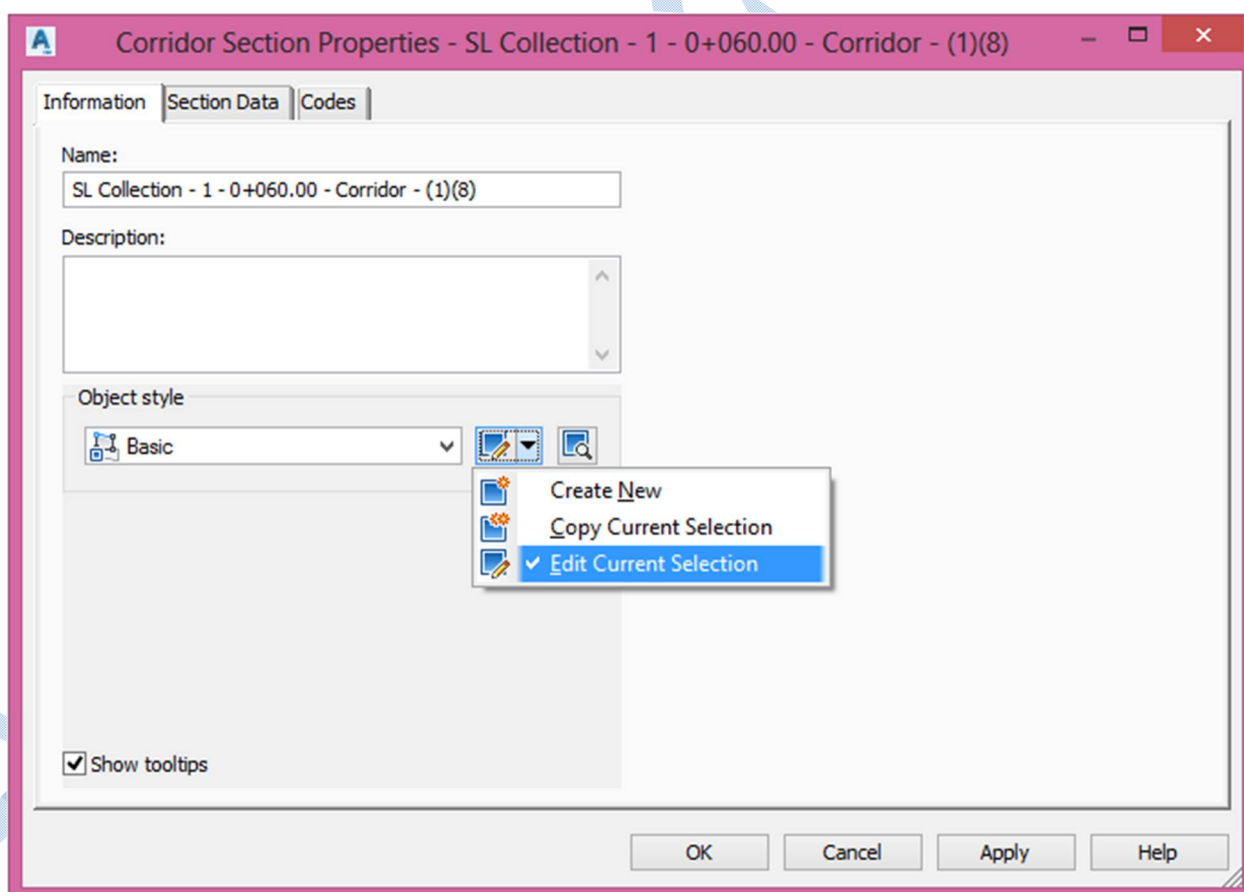 Corridor Section Properties - SL Collection - 1 - 0+060.00 - Corridor - (1)(8)
Information Section Data Codes
Name:
SL Collection - 1 - 0+060.00 - Corridor - (1)(8)
Description:
Object style
Basic
Create New
Copy Current Selection
Edit Current Selection
Show tooltips
OK Cancel Apply Help